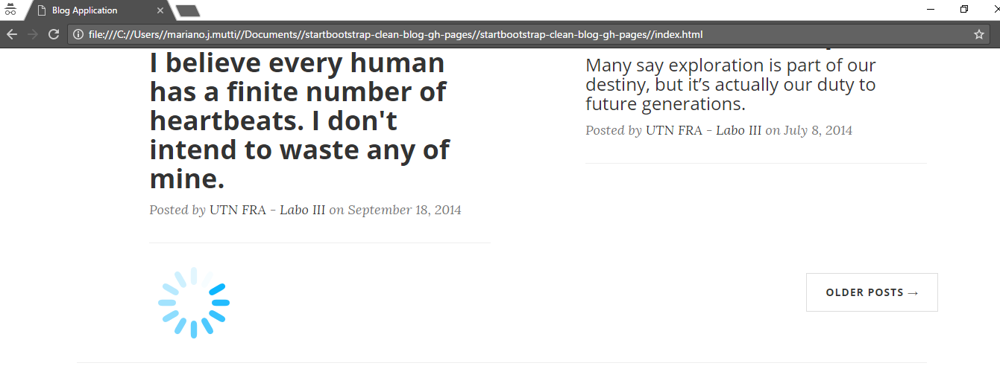 Blog Application
file:///C://Users//mariano.j.mutti//Documents//startbootstrap-clean-blog-gh-pages//startbootstrap-clean-blog-gh-pages//index.html
I believe every human
has a finite number of
heartbeats. I don't
intend to waste any of
mine.
Posted by UTN FRA - Labo III on September 18, 2014
Many say exploration is part of our
destiny, but it’s actually our duty to
future generations.
Posted by UTN FRA - Labo III on July 8, 2014
OLDER POSTS →